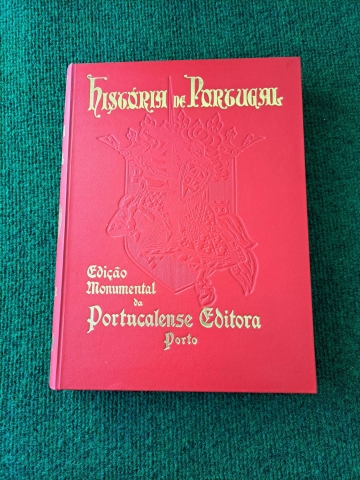 História de Portugal
Edição
Monumental
da
Portucalense Editora
Porto